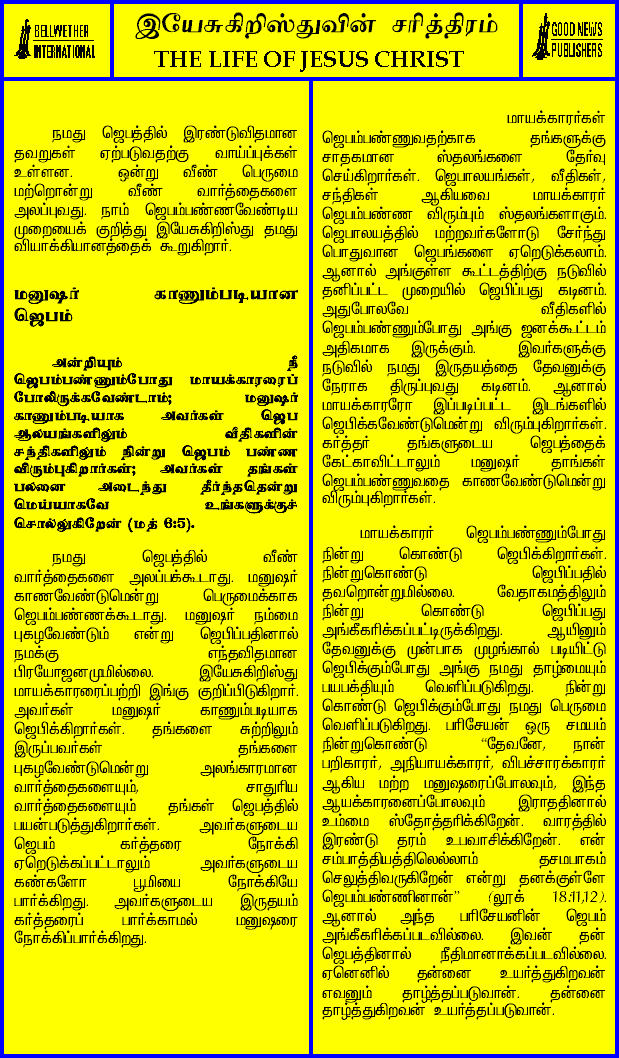 BELLWETHER
INTERNATIONAL
இயேசுகிறிஸ்துவின் சரித்திரம்
THE LIFE OF JESUS CHRIST
GOOD NEWS
PUBLISHERS
நமது ஜெபத்தில் இரண்டுவிதமான
தவறுகள் ஏற்படுவதற்கு வாய்ப்புக்கள்
உள்ளன. ஒன்று வீண் பெருமை
மற்றொன்று வீண் வார்த்தைகளை
அலப்புவது. நாம் ஜெபம்பண்ணவேண்டிய
முறையைக் குறித்து இயேசுகிறிஸ்து தமது
வியாக்கியானத்தைக் கூறுகிறார்.
மனுஷர் காணும்படியான
ஜெபம்
அன்றியும் நீ
ஜெபம்பண்ணும்போது மாயக்காரரைப்
போலிருக்கவேண்டாம்; மனுஷர்
காணும்படியாக அவர்கள் ஜெப
ஆலயங்களிலும் வீதிகளின்
சந்திகளிலும் நின்று ஜெபம் பண்ண
விரும்புகிறார்கள்; அவர்கள் தங்கள்
பலனை அடைந்து தீர்ந்ததென்று
மெய்யாகவே உங்களுக்குச்
சொல்லுகிறேன் (மத் 6:5).
நமது ஜெபத்தில் வீண்
வார்த்தைகளை அலப்பக்கூடாது. மனுஷர்
காணவேண்டுமென்று பெருமைக்காக
ஜெபம்பண்ணக்கூடாது. மனுஷர் நம்மை
புகழவேண்டும் என்று ஜெபிப்பதினால்
நமக்கு எந்தவிதமான
பிரயோஜனமுமில்லை. இயேசுகிறிஸ்து
மாயக்காரரைப்பற்றி இங்கு குறிப்பிடுகிறார்.
அவர்கள் மனுஷர் காணும்படியாக
ஜெபிக்கிறார்கள். தங்களை சுற்றிலும்
இருப்பவர்கள் தங்களை
புகழவேண்டுமென்று அலங்காரமான
வார்த்தைகளையும், சாதுரிய
வார்த்தைகளையும் தங்கள் ஜெபத்தில்
பயன்படுத்துகிறார்கள். அவர்களுடைய
ஜெபம் கர்த்தரை நோக்கி
ஏறெடுக்கப்பட்டாலும் அவர்களுடைய
கண்களோ பூமியை நோக்கியே
பார்க்கிறது. அவர்களுடைய இருதயம்
கர்த்தரைப் பார்க்காமல் மனுஷரை
நோக்கிப்பார்க்கிறது.
மாயக்காரர்கள்
ஜெபம்பண்ணுவதற்காக தங்களுக்கு
சாதகமான ஸ்தலங்களை தேர்வு
செய்கிறார்கள். ஜெபாலயங்கள், வீதிகள்,
சந்திகள் ஆகியவை மாயக்காரர்
ஜெபம்பண்ண விரும்பும் ஸ்தலங்களாகும்.
ஜெபாலயத்தில் மற்றவர்களோடு சேர்ந்து
பொதுவான ஜெபங்களை ஏறெடுக்கலாம்.
ஆனால் அங்குள்ள கூட்டத்திற்கு நடுவில்
தனிப்பட்ட முறையில் ஜெபிப்பது கடினம்.
அதுபோலவே வீதிகளில்
ஜெபம்பண்ணும்போது அங்கு ஜனக்கூட்டம்
அதிகமாக இருக்கும். இவர்களுக்கு
நடுவில் நமது இருதயத்தை தேவனுக்கு
நேராக திருப்புவது கடினம். ஆனால்
மாயக்காரரோ இப்படிப்பட்ட இடங்களில்
ஜெபிக்கவேண்டுமென்று விரும்புகிறார்கள்.
கர்த்தர் தங்களுடைய ஜெபத்தைக்
கேட்காவிட்டாலும் மனுஷர் தாங்கள்
ஜெபம்பண்ணுவதை காணவேண்டுமென்று
விரும்புகிறார்கள்.
மாயக்காரர் ஜெபம்பண்ணும்போது
நின்று கொண்டு ஜெபிக்கிறார்கள்.
நின்றுகொண்டு ஜெபிப்பதில்
தவறொன்றுமில்லை. வேதாகமத்திலும்
நின்று கொண்டு ஜெபிப்பது
அங்கீகரிக்கப்பட்டிருக்கிறது. ஆயினும்
தேவனுக்கு முன்பாக முழங்கால் படியிட்டு
ஜெபிக்கும்போது அங்கு நமது தாழ்மையும்
பயபக்தியும் வெளிப்படுகிறது. நின்று
கொண்டு ஜெபிக்கும்போது நமது பெருமை
வெளிப்படுகிறது. பரிசேயன் ஒரு சமயம்
நின்றுகொண்டு “தேவனே, நான்
பறிகாரர், அநியாயக்காரர், விபச்சாரக்காரர்
ஆகிய மற்ற மனுஷரைப்போலவும், இந்த
ஆயக்காரனைப்போலவும் இராததினால்
உம்மை ஸ்தோத்தரிக்கிறேன். வாரத்தில்
இரண்டு தரம் உபவாசிக்கிறேன். என்
சம்பாத்தியத்திலெல்லாம் தசமபாகம்
செலுத்திவருகிறேன் என்று தனக்குள்ளே
ஜெபம்பண்ணினான்” (லூக் 18:11,12).
ஆனால் அந்த பரிசேயனின் ஜெபம்
அங்கீகரிக்கப்படவில்லை. இவன் தன்
ஜெபத்தினால் நீதிமானாக்கப்படவில்லை.
ஏனெனில் தன்னை உயர்த்துகிறவன்
எவனும் தாழ்த்தப்படுவான். தன்னை
தாழ்த்துகிறவன் உயர்த்தப்படுவான்.